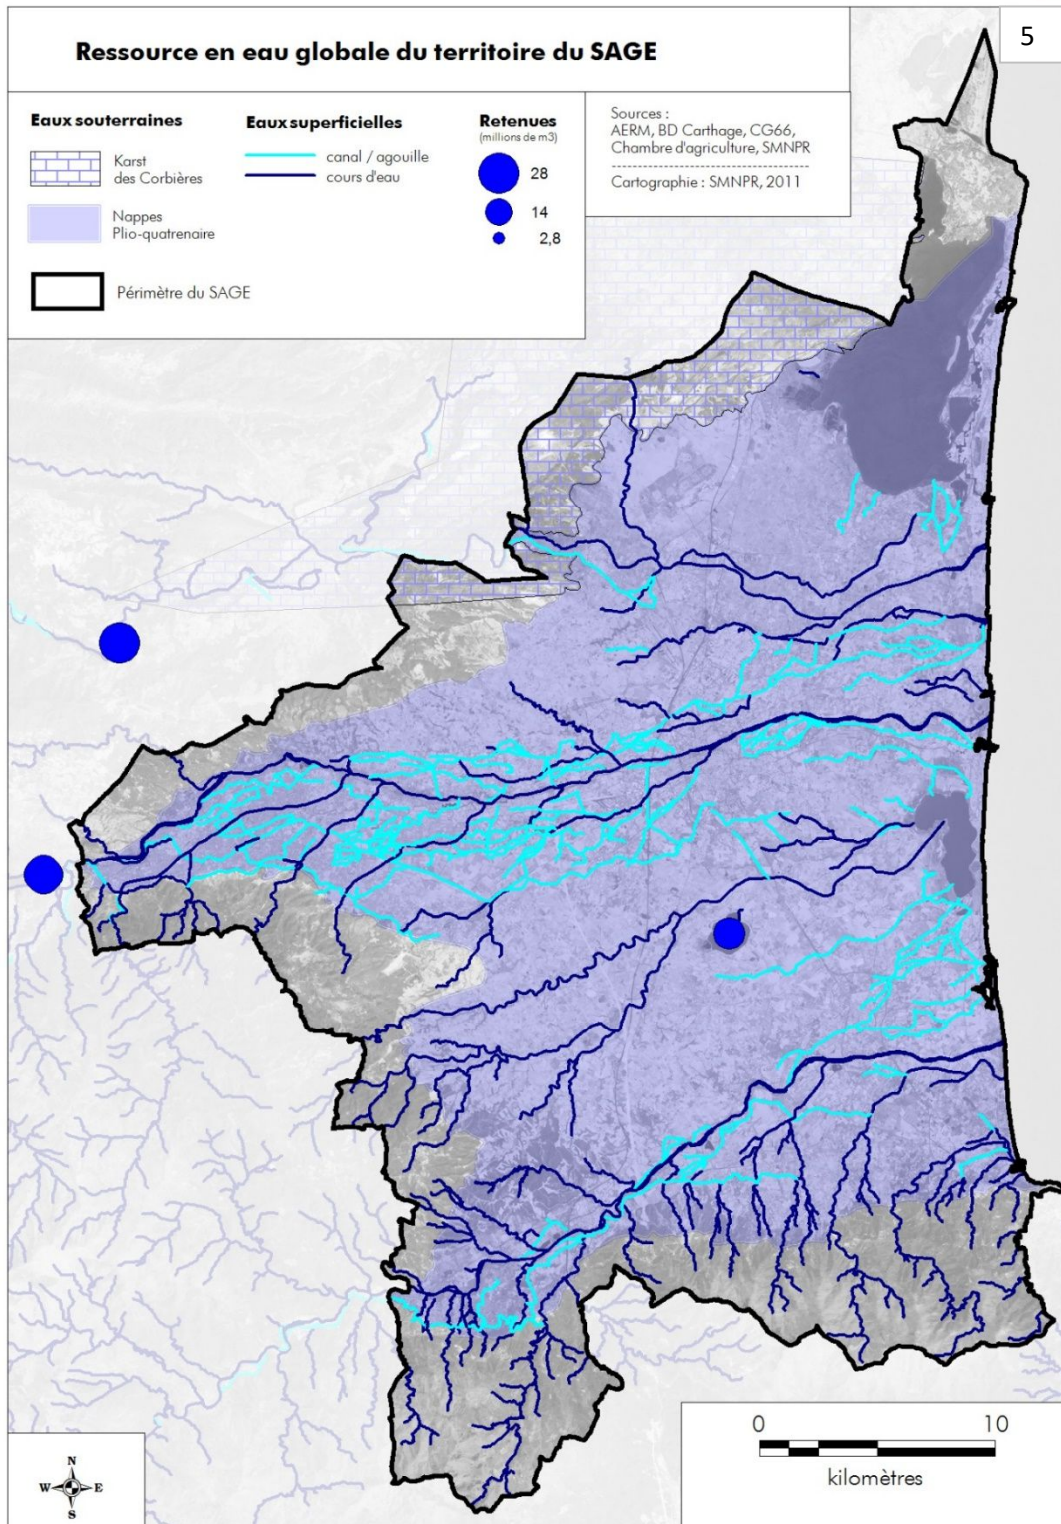 Ressource en eau globale du territoire du SAGE
5
Eaux souterraines
Karst
des Corbières
Nappes
Plio-quatrenaire
Périmètre du SAGE
Eaux superficielles
canal / agouille
cours d'eau
Retenues
(millions de m3)
28
14
2,8
Sources :
AERM, BD Carthage, CG66,
Chambre d'agriculture, SMNPR
Cartographie : SMNPR, 2011
N
W E
S
0 10
kilomètres